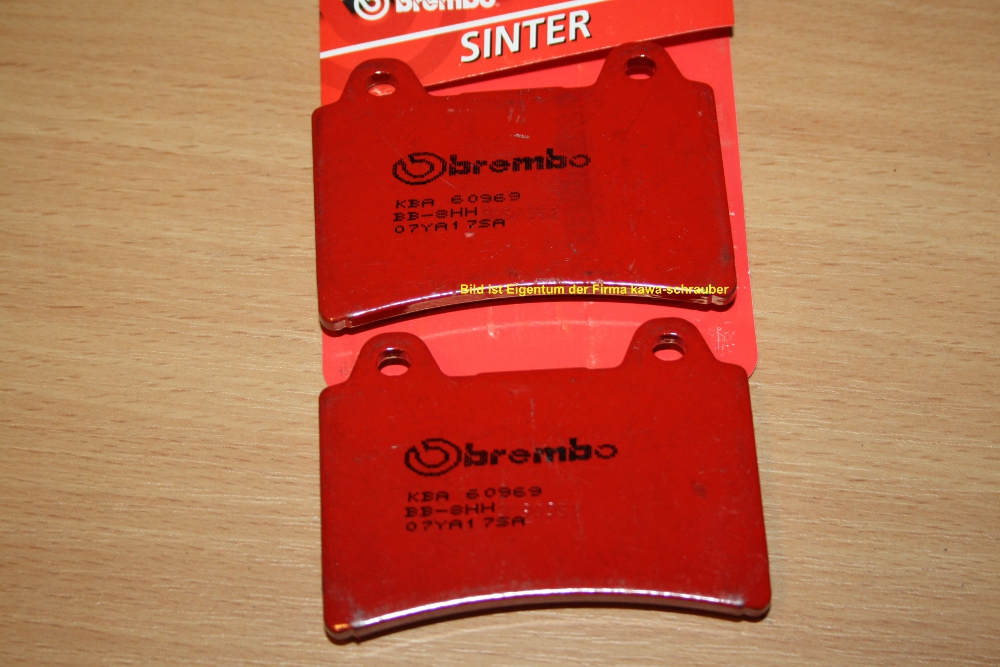 Brembo
SINTER
brembo
KBA 60969
BB-8HH
07YA17SA
Bild ist Eigentum der Firma kawa-schrauber
brembo
KBA 60969
BB-8HH
07YA17SA